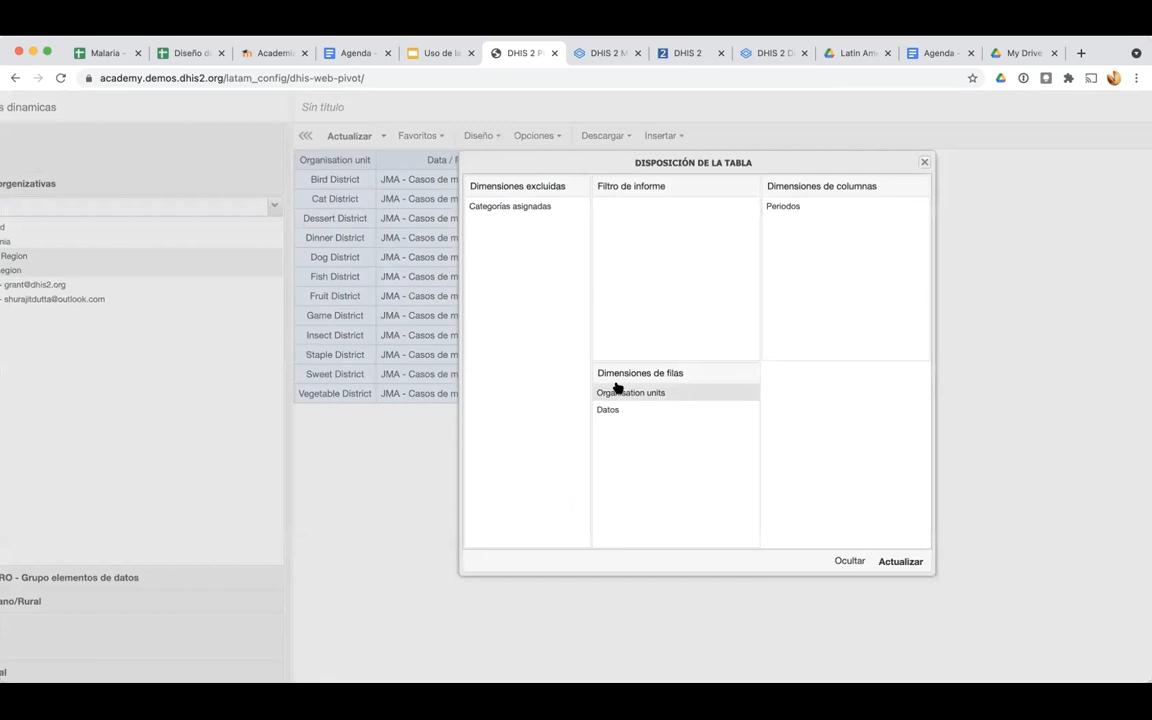 Malaria -
Diseño d
Academia
Agenda -
Uso de la
DHIS 2 Pi
DHIS 2 M
DHIS 2
DHIS 2 D
Latin Ame
Agenda -
My Drive
academy.demos.dhis2.org/latam_config/dhis-web-pivot/
s dinamicas
Sin título
Actualizar
Favoritos
Diseño
Opciones
Descargar
Insertar
organizativas
d
nia
Region
egion
- grant@dhis2.org
- shurajitdutta@outlook.com
RO - Grupo elementos de datos
ano/Rural
al
Organisation unit Data / P
Bird District JMA - Casos de m
Cat District JMA - Casos de m
Dessert District JMA - Casos de m
Dinner District JMA - Casos de m
Dog District JMA - Casos de m
Fish District JMA - Casos de m
Fruit District JMA - Casos de m
Game District JMA - Casos de m
Insect District JMA - Casos de m
Staple District JMA - Casos de m
Sweet District JMA - Casos de m
Vegetable District JMA - Casos de m
DISPOSICIÓN DE LA TABLA
Dimensiones excluidas
Filtro de informe
Dimensiones de columnas
Categorías asignadas
Periodos
Dimensiones de filas
Organisation units
Datos
Ocultar
Actualizar